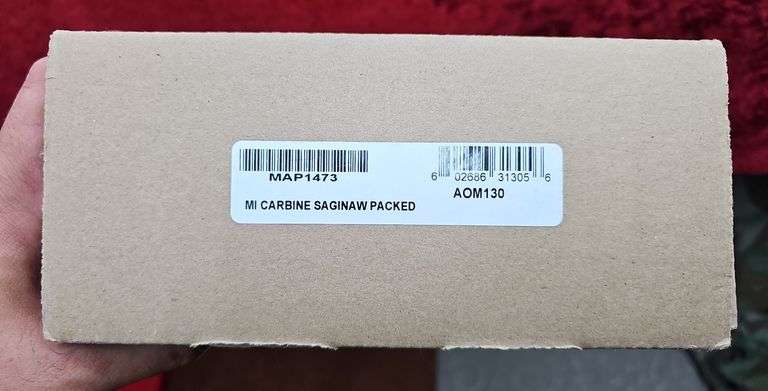 MAP1473
6 02686 31305 6
AOM130
MI CARBINE SAGINAW PACKED